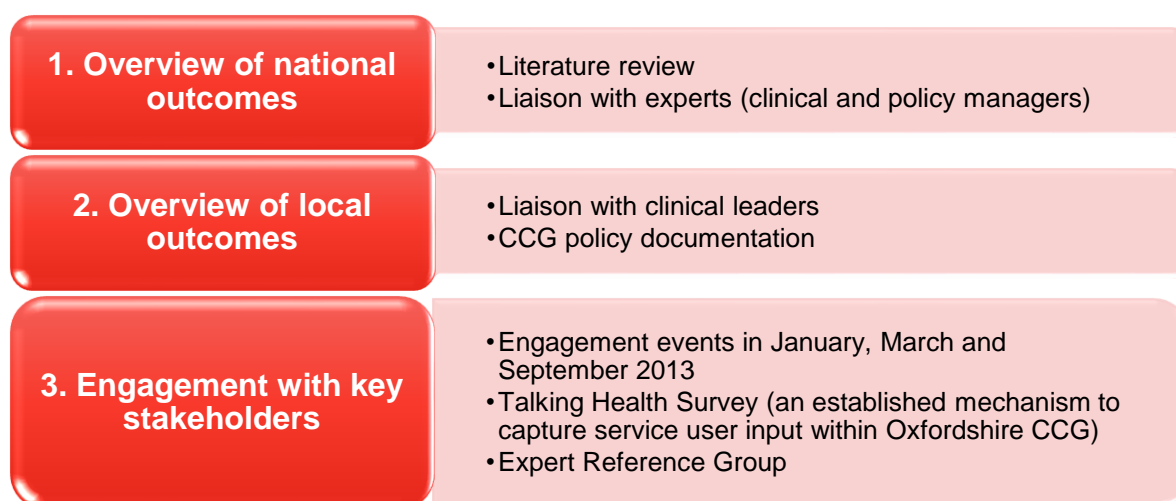 1. Overview of national
outcomes
•Literature review
•Liaison with experts (clinical and policy managers)
2. Overview of local
outcomes
•Liaison with clinical leaders
•CCG policy documentation
3. Engagement with key
stakeholders
•Engagement events in January, March and
September 2013
•Talking Health Survey (an established mechanism to
capture service user input within Oxfordshire CCG)
•Expert Reference Group